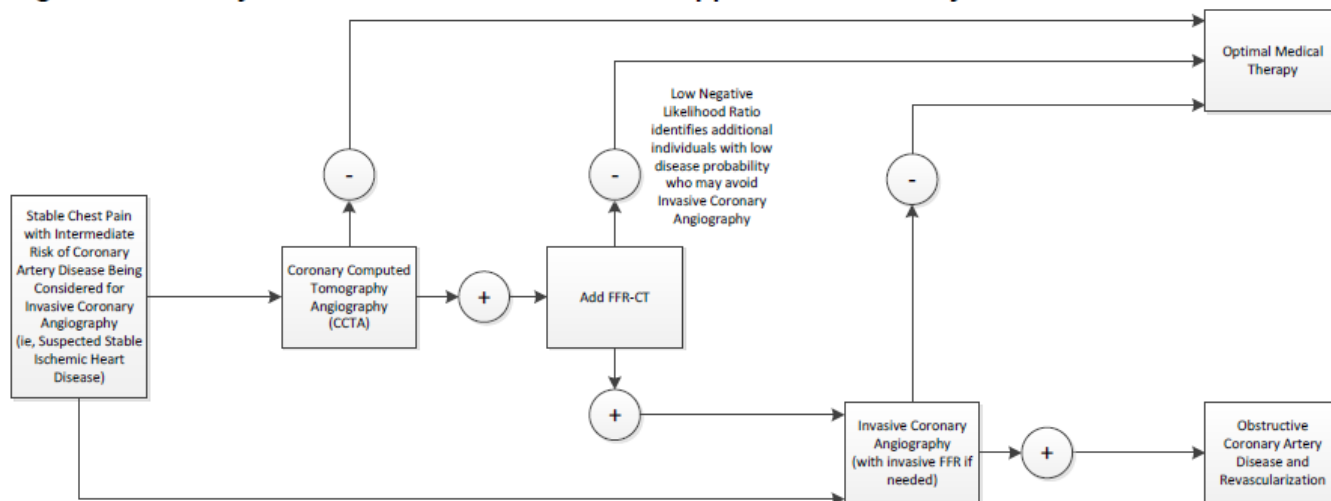 Optimal Medical
Therapy
Low Negative
Likelihood Ratio
identifies additional
individuals with low
disease probability
who may avoid
Invasive Coronary
Angiography
-
-
-
Stable Chest Pain
with Intermediate
Risk of Coronary
Artery Disease Being
Considered for
Invasive Coronary
Angiography
(ie, Suspected Stable
Ischemic Heart
Disease)
Coronary Computed
Tomography
Angiography
(CCTA)
+
Add FFR-CT
+
Invasive Coronary
Angiography
(with invasive FFR if
needed)
+
Obstructive
Coronary Artery
Disease and
Revascularization